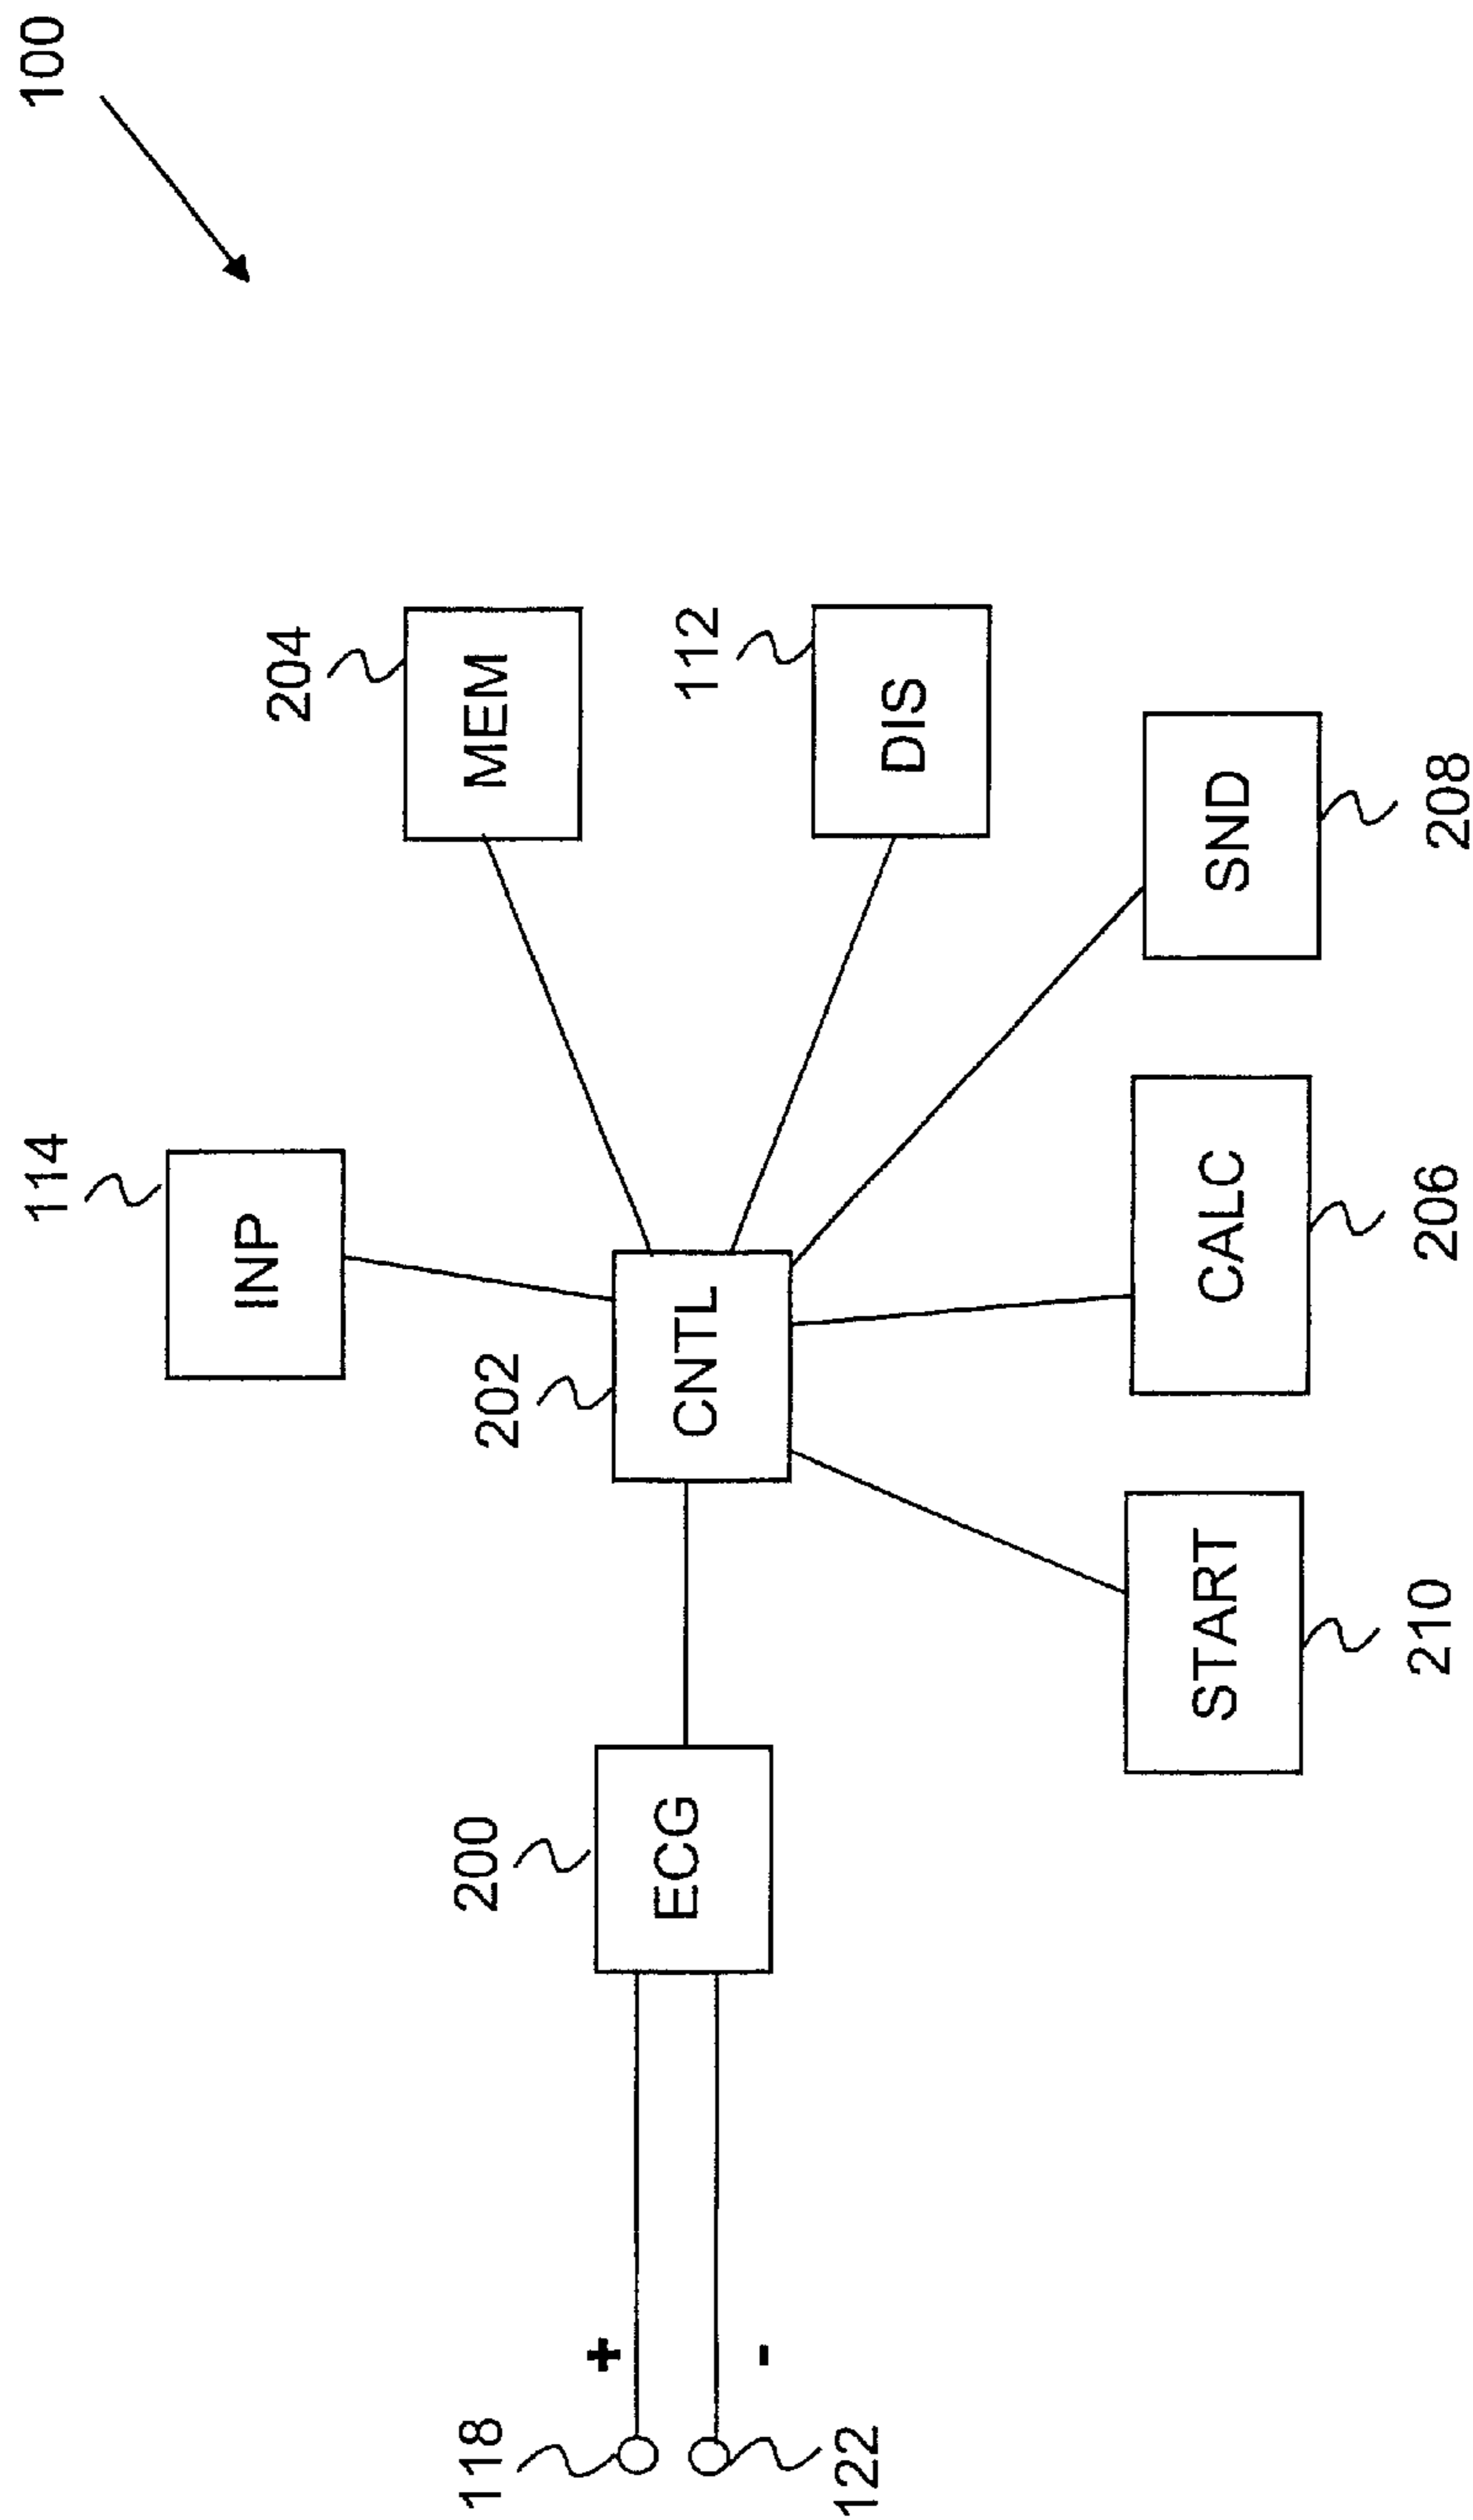 100
114
INP
204
MEM
202
CNTL
112
DIS
200
ECG
118
+
-
122
START
210
CALC
206
SND
208